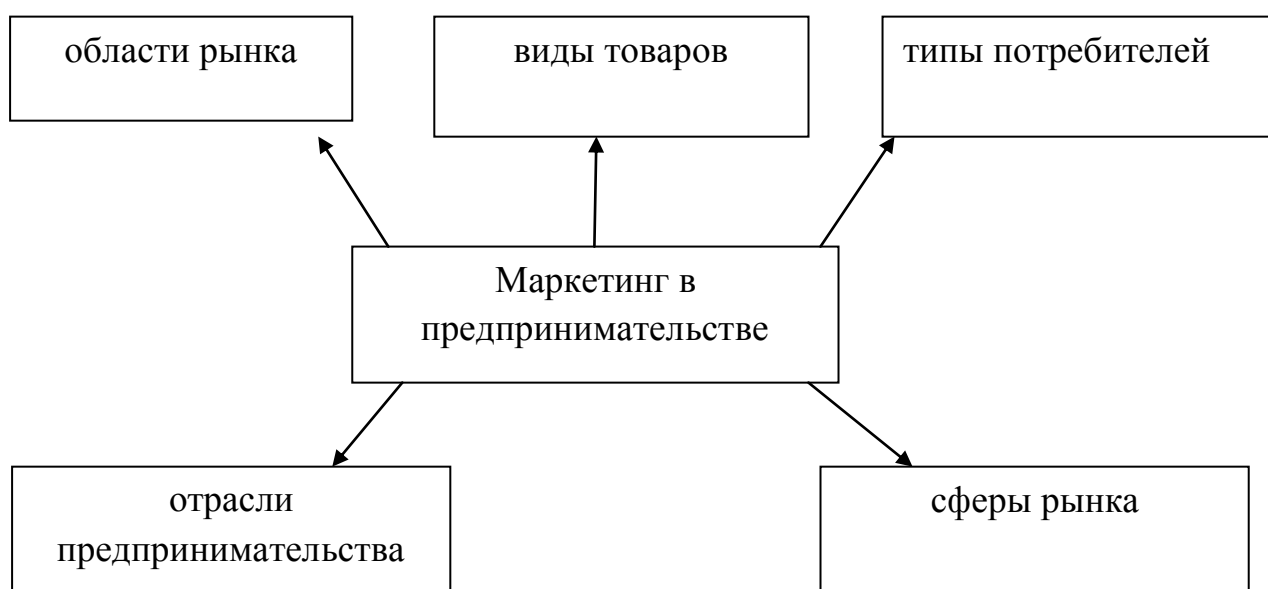 области рынка
виды товаров
типы потребителей
Маркетинг в
предпринимательстве
отрасли
предпринимательства
сферы рынка